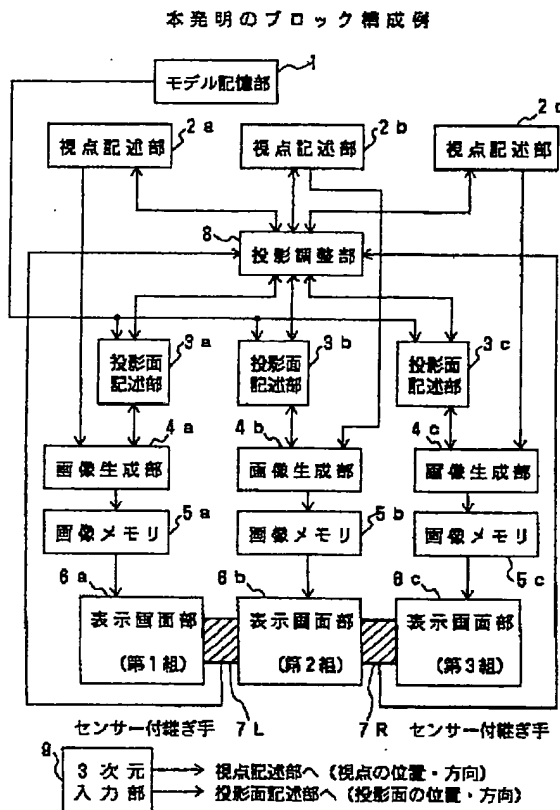 本発明のブロック構成例
1
モデル記憶部
2a
2b
2c
視点記述部
視点記述部
視点記述部
8
投影調整部
3a
3b
3c
投影面
記述部
投影面
記述部
投影面
記述部
4a
4b
4c
画像生成部
画像生成部
画像生成部
5a
5b
5c
画像メモリ
画像メモリ
画像メモリ
6a
6b
6c
表示画面部
(第1組)
表示画面部
(第2組)
表示画面部
(第3組)
センサー付継ぎ手
7L
7R
センサー付継ぎ手
9
3次元
入力部
視点記述部へ(視点の位置・方向)
投影面記述部へ(投影面の位置・方向)